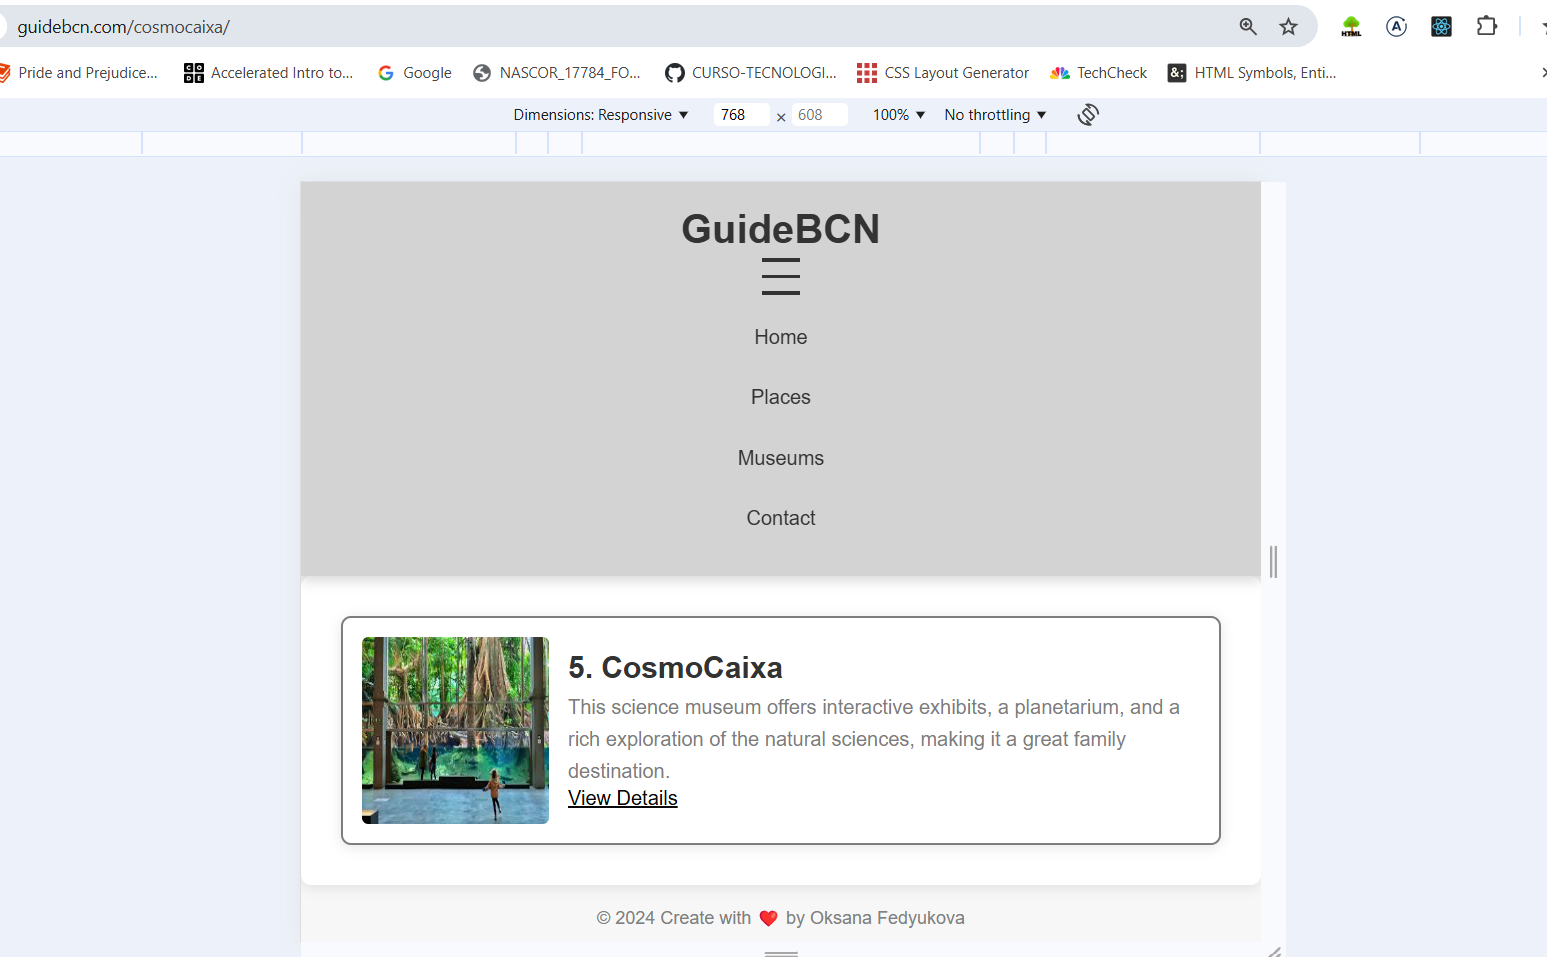 guidebcn.com/cosmocaixa/
HTML
A
Pride and Prejudice...
CODE
Accelerated Intro to...
Google
NASCOR_17784_FO...
CURSO-TECNOLOGI...
CSS Layout Generator
TechCheck
&;
HTML Symbols, Enti...
Dimensions: Responsive ▼ 768 × 608 100% ▼ No throttling ▼
GuideBCN
Home
Places
Museums
Contact
5. CosmoCaixa
This science museum offers interactive exhibits, a planetarium, and a
rich exploration of the natural sciences, making it a great family
destination.
View Details
© 2024 Create with ❤️ by Oksana Fedyukova